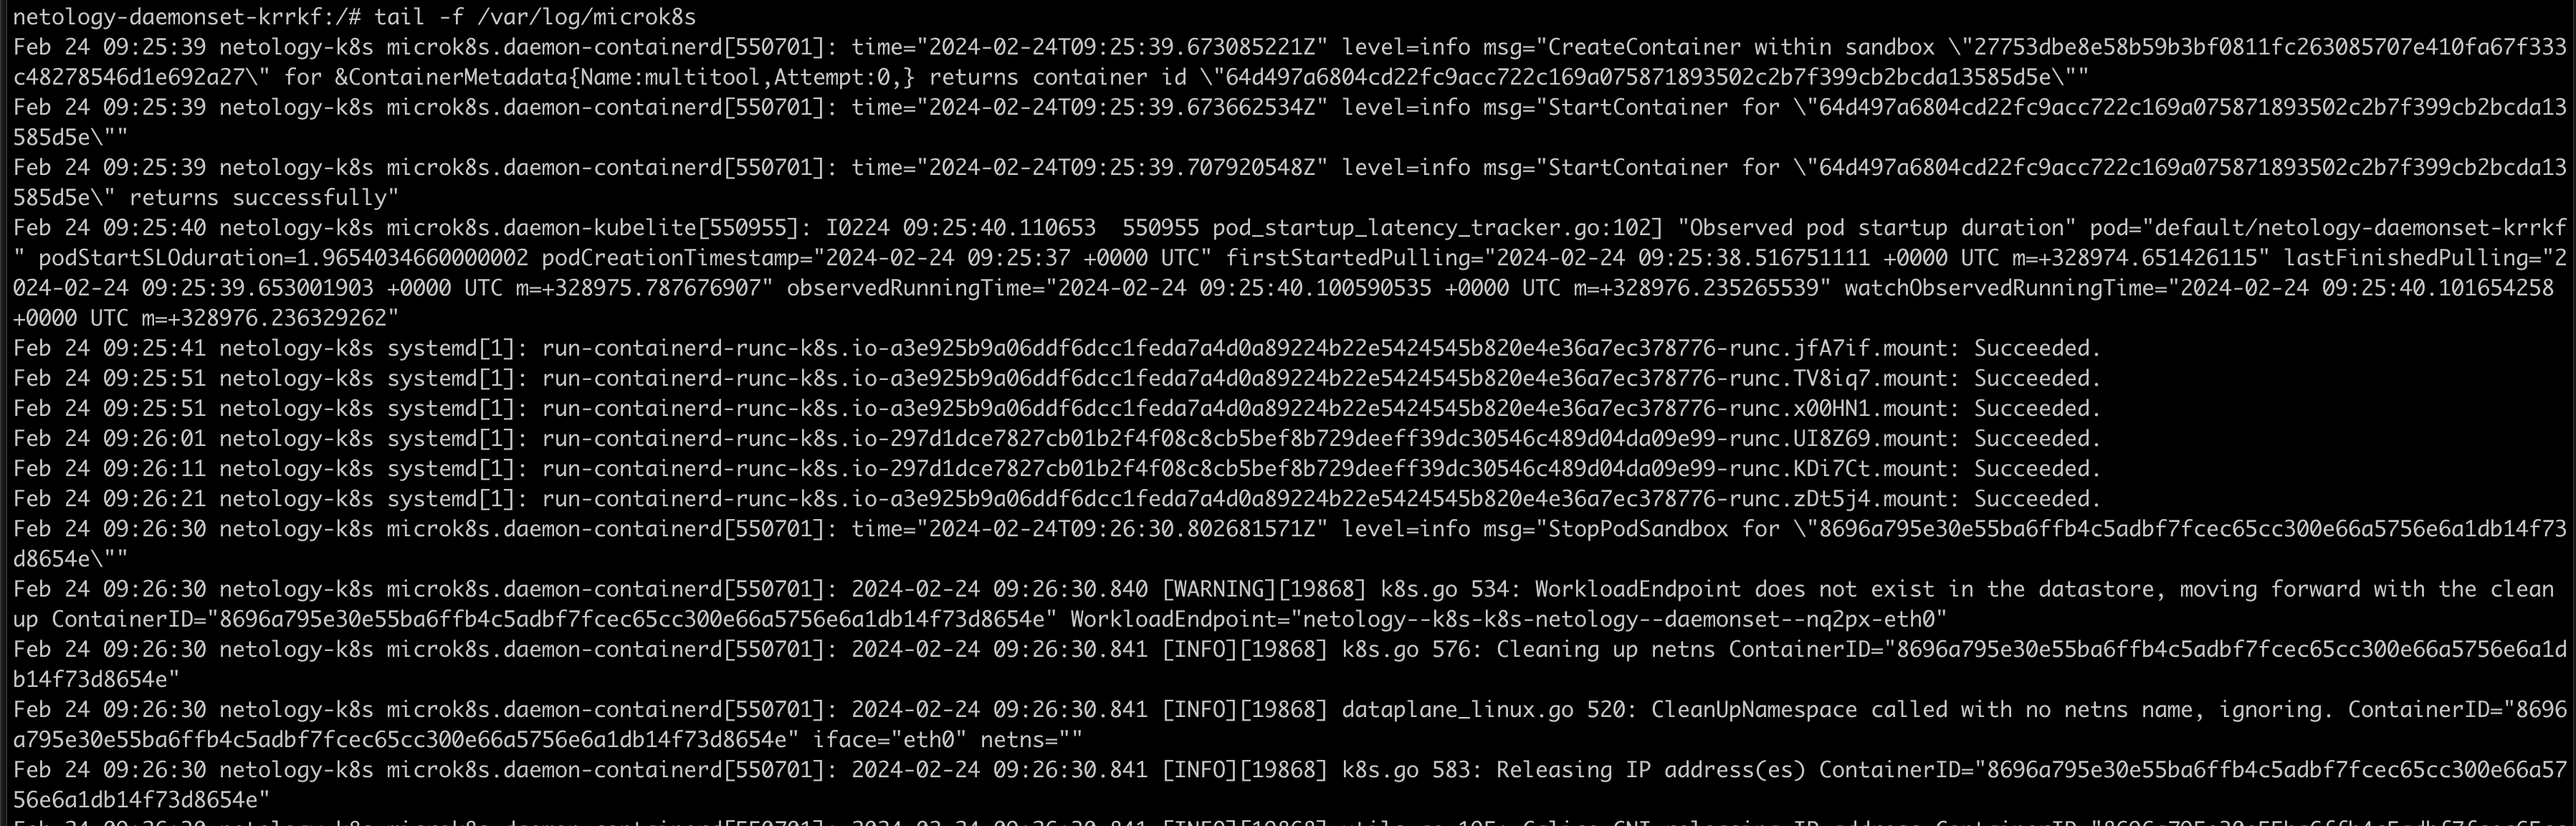 netology-daemonset-krrkf:/# tail -f /var/log/microk8s
Feb 24 09:25:39 netology-k8s microk8s.daemon-containerd[550701]: time="2024-02-24T09:25:39.673085221Z" level=info msg="CreateContainer within sandbox \"27753dbe8e58b59b3bf0811fc263085707e410fa67f333
c48278546d1e692a27\" for &ContainerMetadata{Name:multitool,Attempt:0,} returns container id \"64d497a6804cd22fc9acc722c169a075871893502c2b7f399cb2bcda13585d5e\""
Feb 24 09:25:39 netology-k8s microk8s.daemon-containerd[550701]: time="2024-02-24T09:25:39.673662534Z" level=info msg="StartContainer for \"64d497a6804cd22fc9acc722c169a075871893502c2b7f399cb2bcda13
585d5e\""
Feb 24 09:25:39 netology-k8s microk8s.daemon-containerd[550701]: time="2024-02-24T09:25:39.707920548Z" level=info msg="StartContainer for \"64d497a6804cd22fc9acc722c169a075871893502c2b7f399cb2bcda13
585d5e\" returns successfully"
Feb 24 09:25:40 netology-k8s microk8s.daemon-kubelite[550955]: I0224 09:25:40.110653  550955 pod_startup_latency_tracker.go:102] "Observed pod startup duration" pod="default/netology-daemonset-krrkf
" podStartSLOduration=1.9654034660000002 podCreationTimestamp="2024-02-24 09:25:37 +0000 UTC" firstStartedPulling="2024-02-24 09:25:38.516751111 +0000 UTC m=+328974.651426115" lastFinishedPulling="2
024-02-24 09:25:39.653001903 +0000 UTC m=+328975.787676907" observedRunningTime="2024-02-24 09:25:40.100590535 +0000 UTC m=+328976.235265539" watchObservedRunningTime="2024-02-24 09:25:40.101654258
+0000 UTC m=+328976.236329262"
Feb 24 09:25:41 netology-k8s systemd[1]: run-containerd-runc-k8s.io-a3e925b9a06ddf6dcc1feda7a4d0a89224b22e5424545b820e4e36a7ec378776-runc.jfA7if.mount: Succeeded.
Feb 24 09:25:51 netology-k8s systemd[1]: run-containerd-runc-k8s.io-a3e925b9a06ddf6dcc1feda7a4d0a89224b22e5424545b820e4e36a7ec378776-runc.TV8iq7.mount: Succeeded.
Feb 24 09:25:51 netology-k8s systemd[1]: run-containerd-runc-k8s.io-a3e925b9a06ddf6dcc1feda7a4d0a89224b22e5424545b820e4e36a7ec378776-runc.x00HN1.mount: Succeeded.
Feb 24 09:26:01 netology-k8s systemd[1]: run-containerd-runc-k8s.io-297d1dce7827cb01b2f4f08c8cb5bef8b729deeff39dc30546c489d04da09e99-runc.UI8Z69.mount: Succeeded.
Feb 24 09:26:11 netology-k8s systemd[1]: run-containerd-runc-k8s.io-297d1dce7827cb01b2f4f08c8cb5bef8b729deeff39dc30546c489d04da09e99-runc.KDi7Ct.mount: Succeeded.
Feb 24 09:26:21 netology-k8s systemd[1]: run-containerd-runc-k8s.io-a3e925b9a06ddf6dcc1feda7a4d0a89224b22e5424545b820e4e36a7ec378776-runc.zDt5j4.mount: Succeeded.
Feb 24 09:26:30 netology-k8s microk8s.daemon-containerd[550701]: time="2024-02-24T09:26:30.802681571Z" level=info msg="StopPodSandbox for \"8696a795e30e55ba6ffb4c5adbf7fcec65cc300e66a5756e6a1db14f73
d8654e\""
Feb 24 09:26:30 netology-k8s microk8s.daemon-containerd[550701]: 2024-02-24 09:26:30.840 [WARNING][19868] k8s.go 534: WorkloadEndpoint does not exist in the datastore, moving forward with the clean
up ContainerID="8696a795e30e55ba6ffb4c5adbf7fcec65cc300e66a5756e6a1db14f73d8654e" WorkloadEndpoint="netology--k8s-k8s-netology--daemonset--nq2px-eth0"
Feb 24 09:26:30 netology-k8s microk8s.daemon-containerd[550701]: 2024-02-24 09:26:30.841 [INFO][19868] k8s.go 576: Cleaning up netns ContainerID="8696a795e30e55ba6ffb4c5adbf7fcec65cc300e66a5756e6a1d
b14f73d8654e"
Feb 24 09:26:30 netology-k8s microk8s.daemon-containerd[550701]: 2024-02-24 09:26:30.841 [INFO][19868] dataplane_linux.go 520: CleanUpNamespace called with no netns name, ignoring. ContainerID="8696
a795e30e55ba6ffb4c5adbf7fcec65cc300e66a5756e6a1db14f73d8654e" iface="eth0" netns=""
Feb 24 09:26:30 netology-k8s microk8s.daemon-containerd[550701]: 2024-02-24 09:26:30.841 [INFO][19868] k8s.go 583: Releasing IP address(es) ContainerID="8696a795e30e55ba6ffb4c5adbf7fcec65cc300e66a57
56e6a1db14f73d8654e"